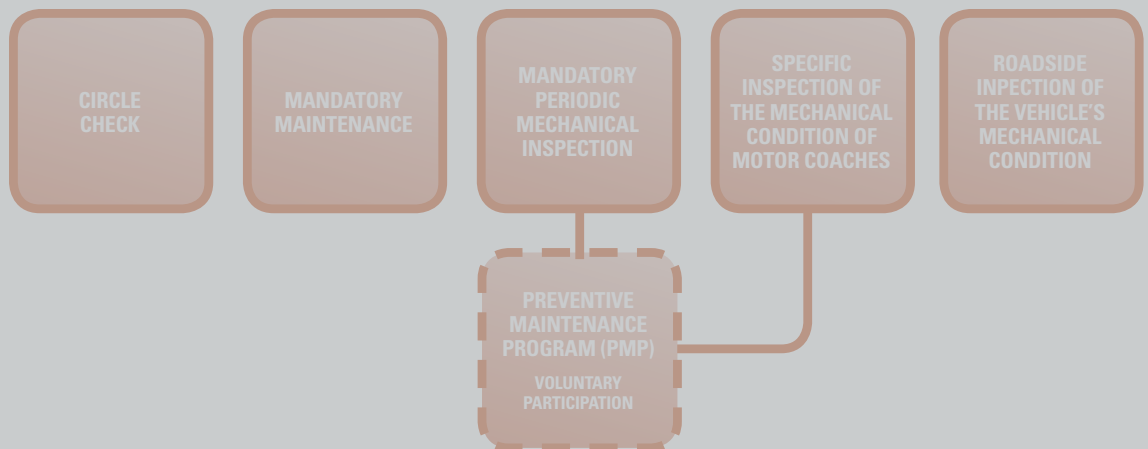 CIRCLE
CHECK
MANDATORY
MAINTENANCE
MANDATORY
PERIODIC
MECHANICAL
INSPECTION
SPECIFIC
INSPECTION OF
THE MECHANICAL
CONDITION OF
MOTOR COACHES
ROADSIDE
INPECTION OF
THE VEHICLE'S
MECHANICAL
CONDITION
PREVENTIVE
MAINTENANCE
PROGRAM (PMP)
VOLUNTARY
PARTICIPATION